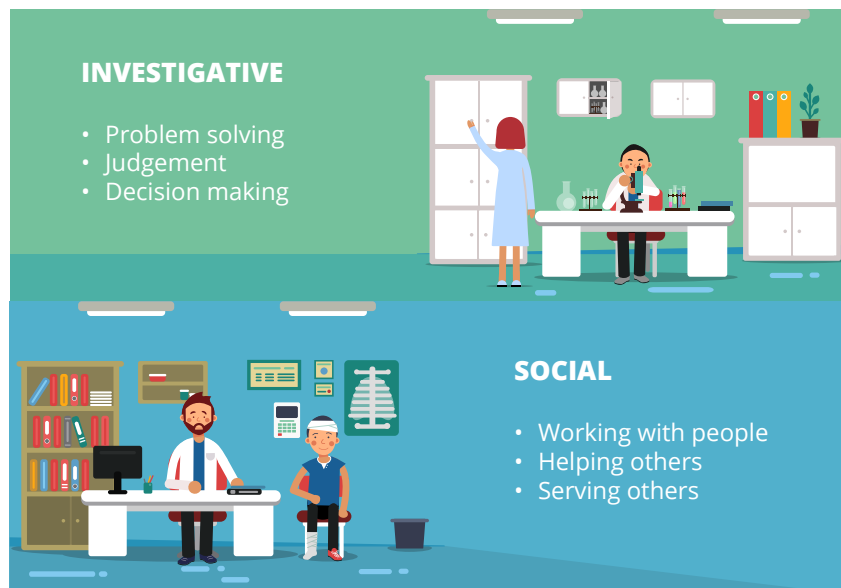 INVESTIGATIVE
• Problem solving
• Judgement
• Decision making
SOCIAL
• Working with people
• Helping others
• Serving others